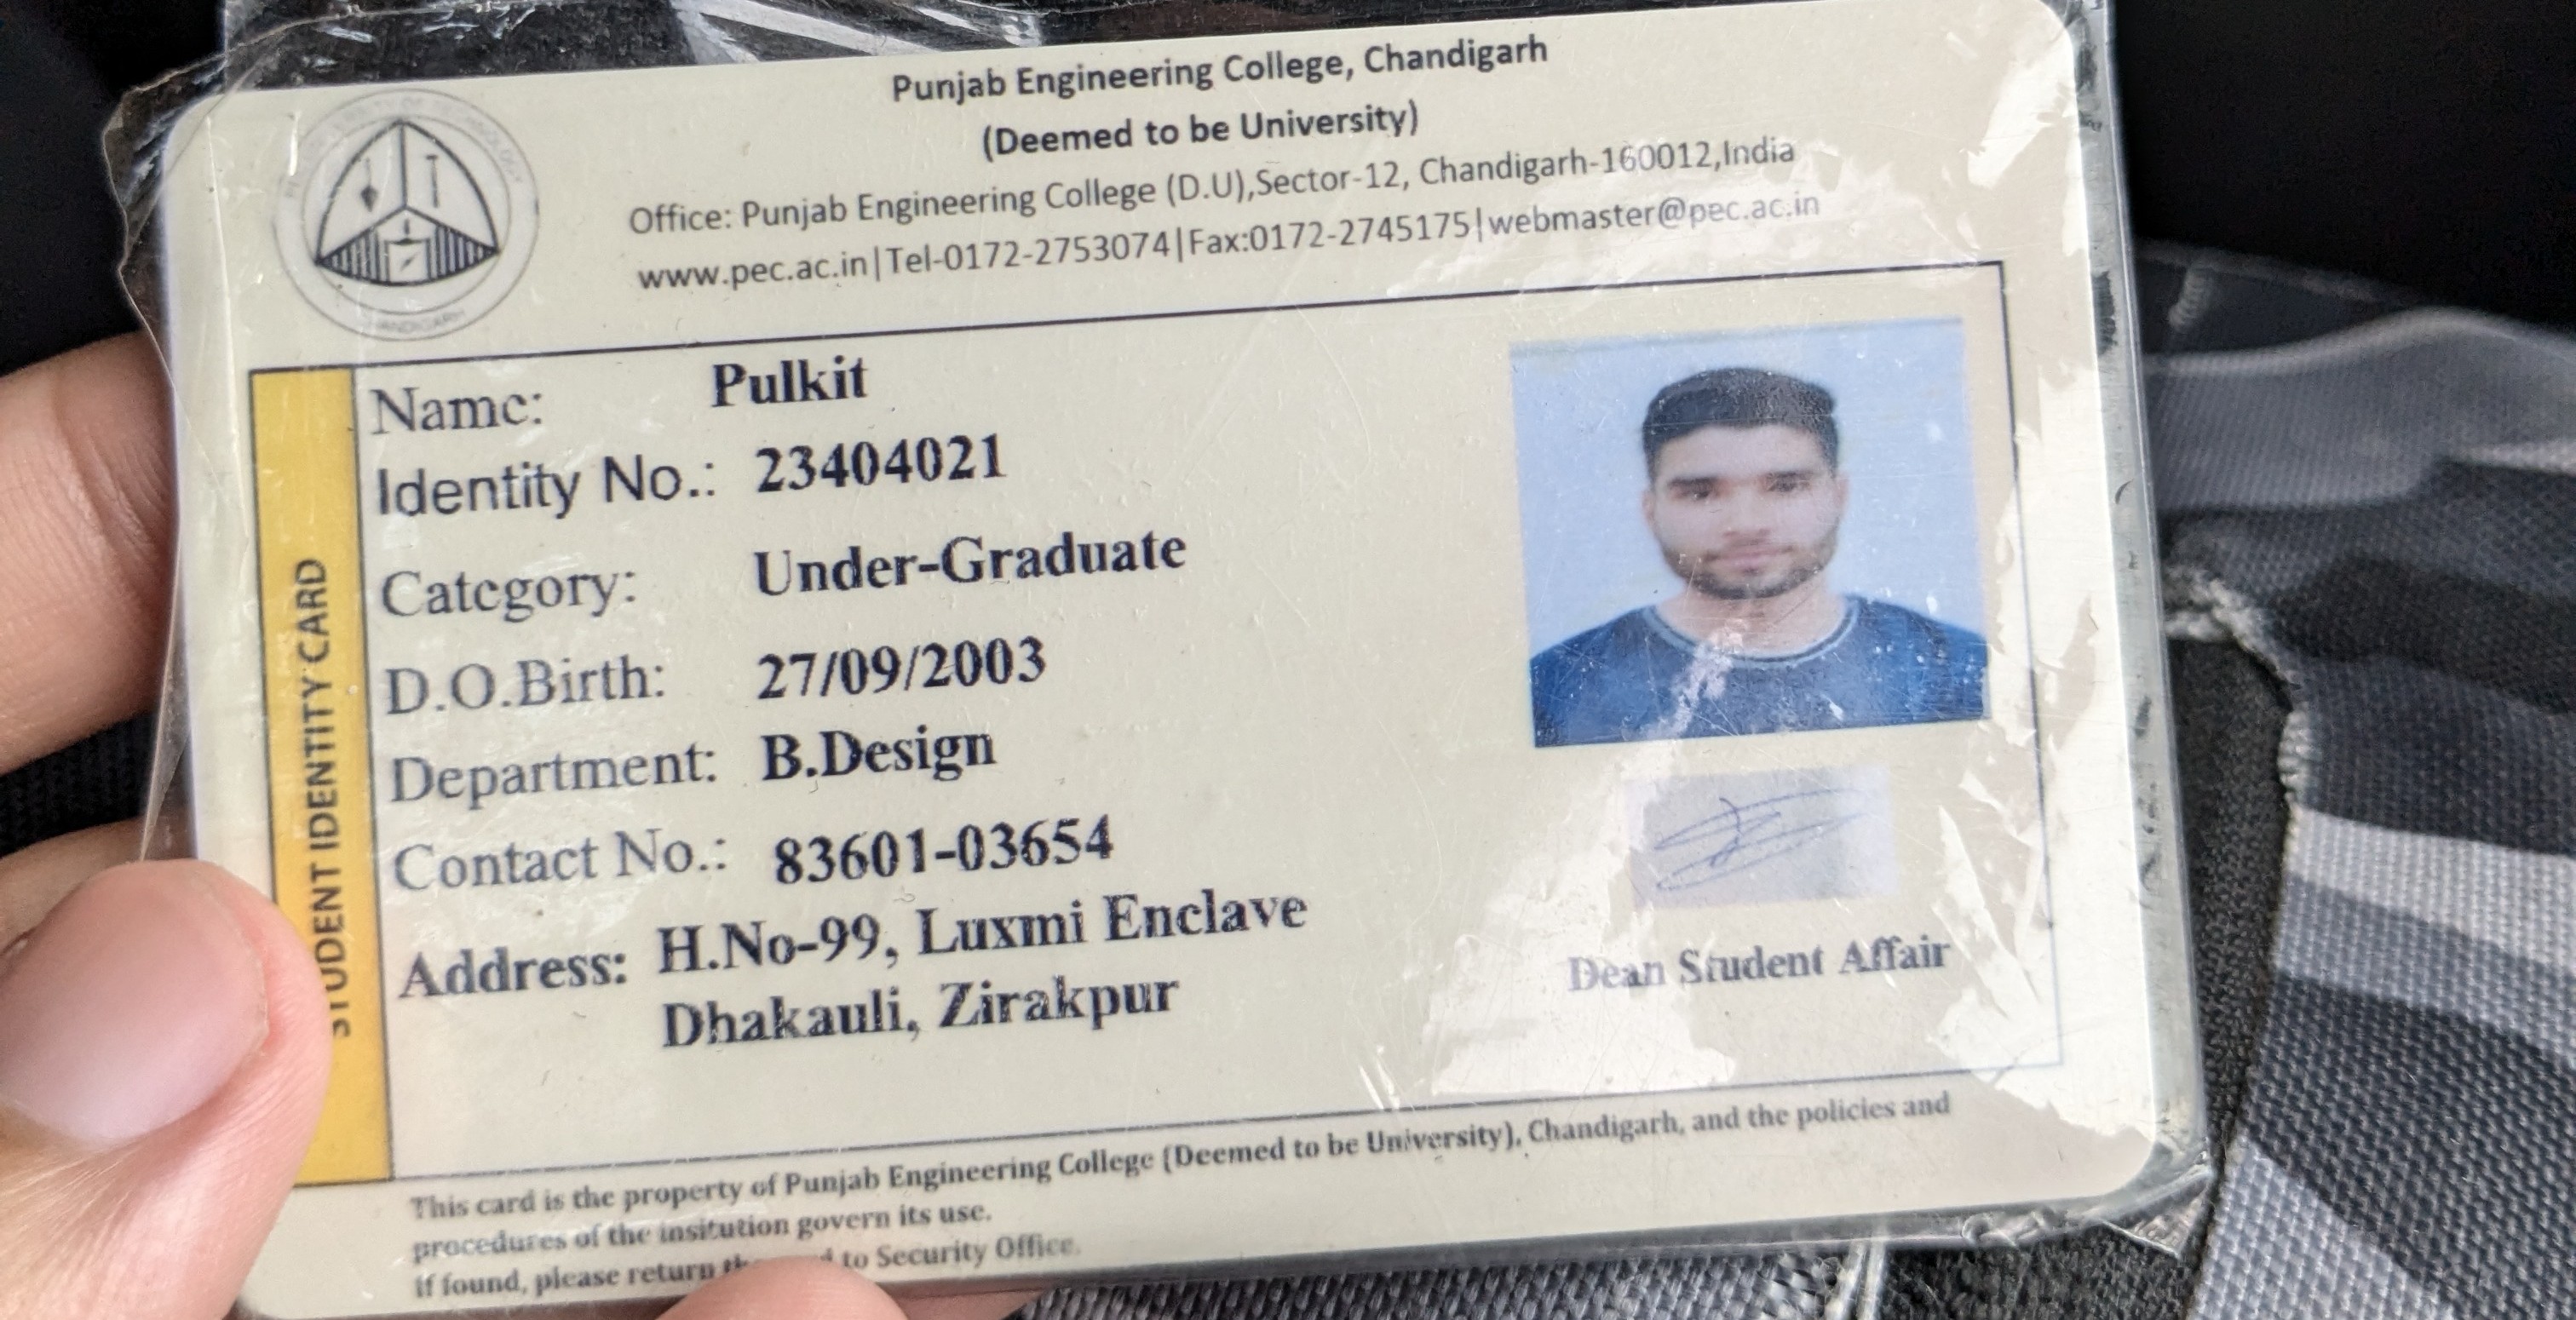 Punjab Engineering College, Chandigarh
(Deemed to be University)
Office: Punjab Engineering College (D.U),Sector-12, Chandigarh-160012,India
www.pec.ac.in|Tel-0172-2753074|Fax:0172-2745175|webmaster@pec.ac.in
CHANDIGARH
STUDENT IDENTITY CARD
Name: Pulkit
Identity No.: 23404021
Category: Under-Graduate
D.O.Birth: 27/09/2003
Department: B.Design
Contact No.: 83601-03654
Address: H.No-99, Luxmi Enclave
Dhakauli, Zirakpur
Dean Student Affair
This card is the property of Punjab Engineering College (Deemed to be University), Chandigarh, and the policies and
procedures of the insitution govern its use.
if found, please return to Security Office.